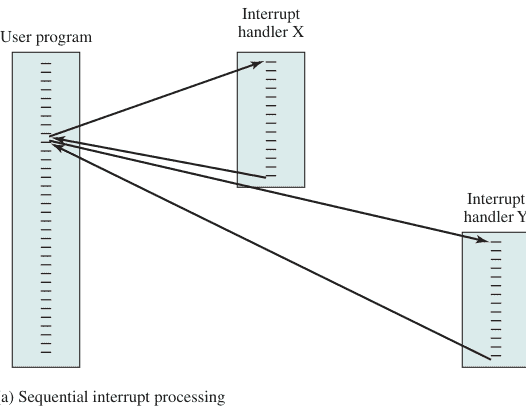 User program
Interrupt
handler X
Interrupt
handler Y
a) Sequential interrupt processing